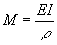 M = EI / ρ